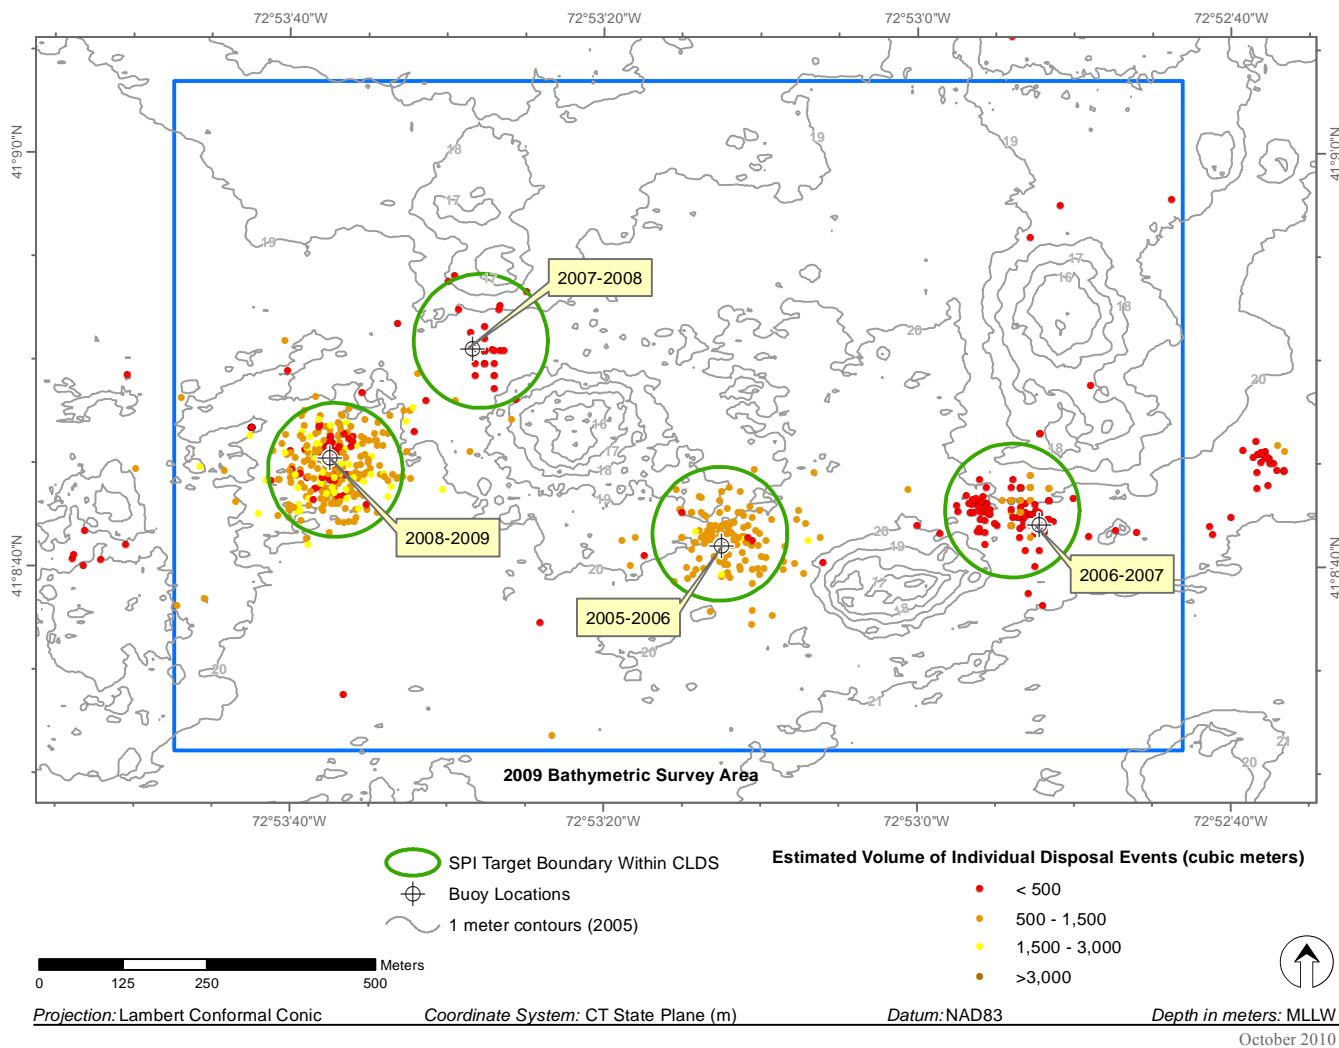 72°53'40"W 72°53'20"W 72°53'0"W 72°52'40"W
41°9'0"N 41°9'0"N
19
19
18
17
19
17
17
2007-2008
16
18
20
20
16
17
18
18
19
2008-2009
20
19
17
18
20
41°8'40"N 41°8'40"N
2006-2007
2005-2006
20
20
21
21
20
2009 Bathymetric Survey Area
72°53'40"W 72°53'20"W 72°53'0"W 72°52'40"W
SPI Target Boundary Within CLDS
Buoy Locations
1 meter contours (2005)
Estimated Volume of Individual Disposal Events (cubic meters)
< 500
500 - 1,500
1,500 - 3,000
>3,000
Meters
0 125 250 500
Projection: Lambert Conformal Conic Coordinate System: CT State Plane (m) Datum: NAD83 Depth in meters: MLLW
October 2010